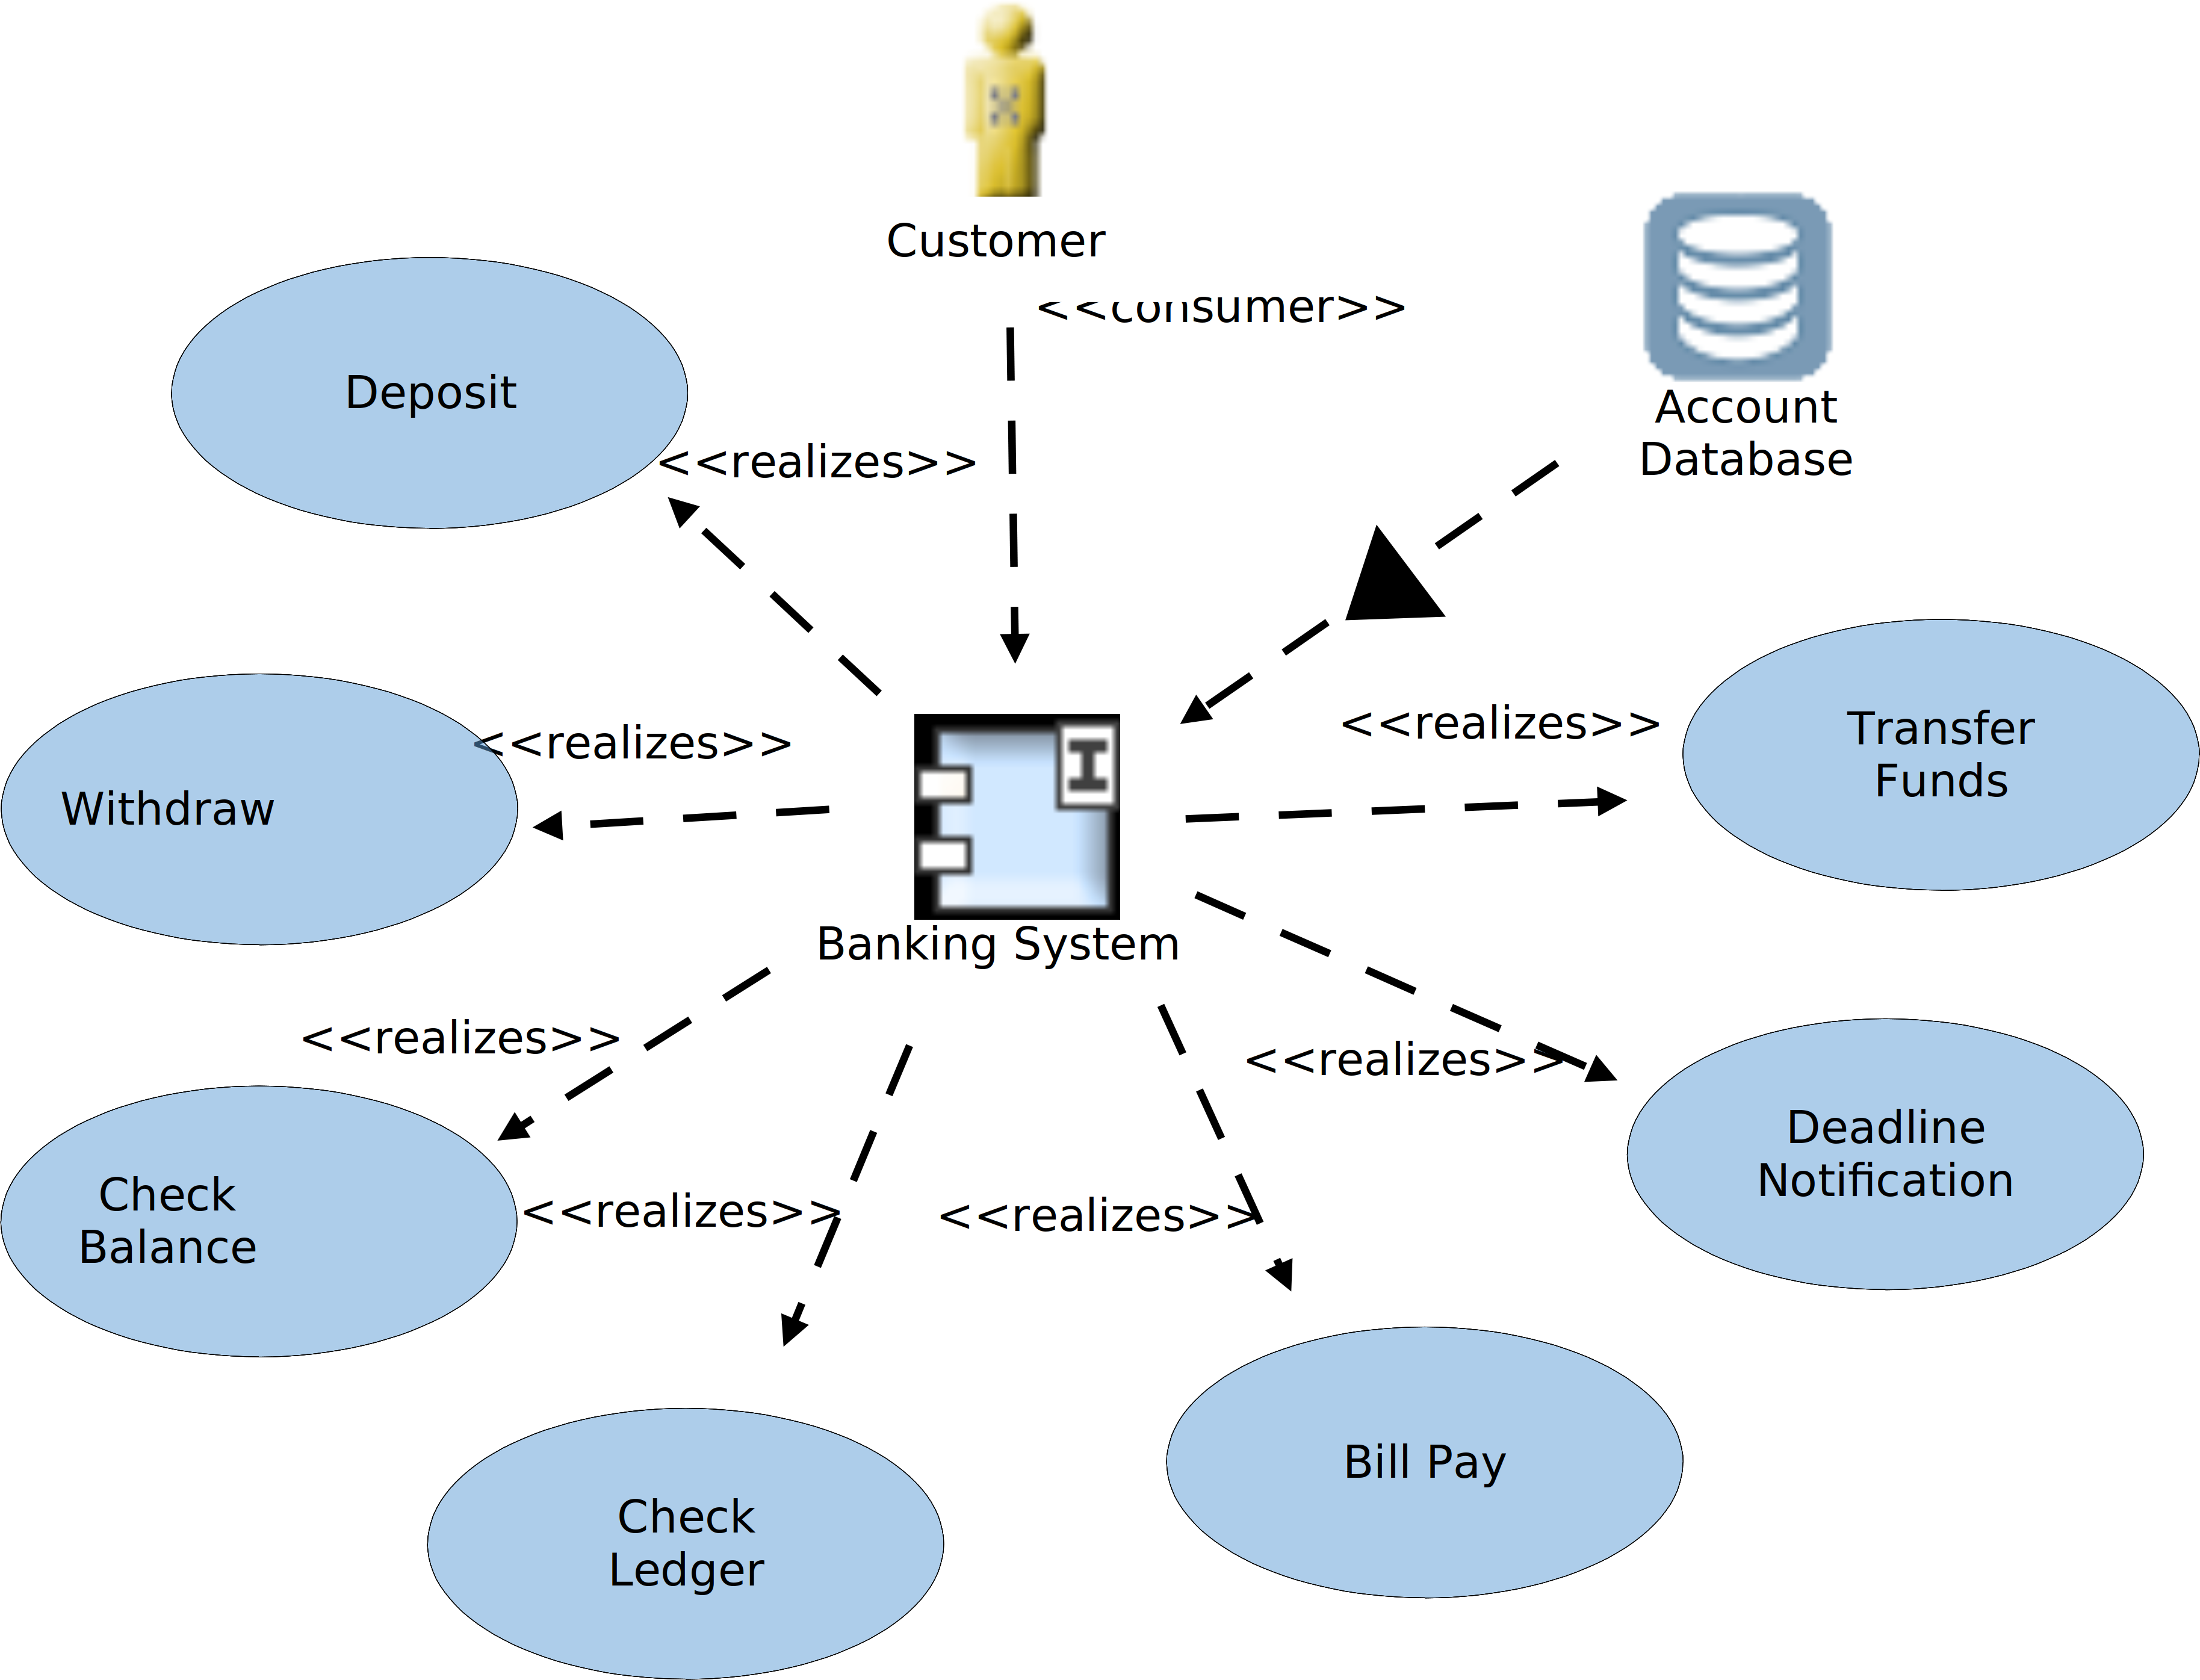 Customer
<<consumer>>
Deposit
Account
Database
<<realizes>>
<<realizes>>
Transfer
Funds
<<realizes>>
Withdraw
Banking System
<<realizes>>
<<realizes>>
Deadline
Notification
Check
Balance
<<realizes>>
<<realizes>>
Bill Pay
Check
Ledger